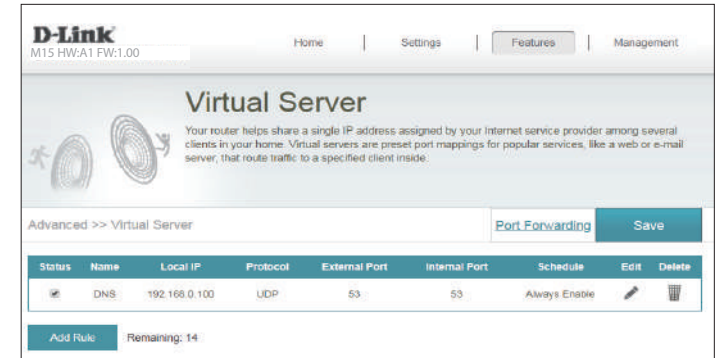 D-Link
M15 HW:A1 FW:1.00
Home | Settings | Features | Management
Virtual Server
Your router helps share a single IP address assigned by your Internet service provider among several
clients in your home. Virtual servers are preset port mappings for popular services, like a web or e-mail
server, that route traffic to a specified client inside.
Advanced >> Virtual Server Port Forwarding Save
Status Name Local IP Protocol External Port Internal Port Schedule Edit Delete
DNS 192.168.0.100 UDP 53 53 Always Enable
Add Rule Remaining: 14